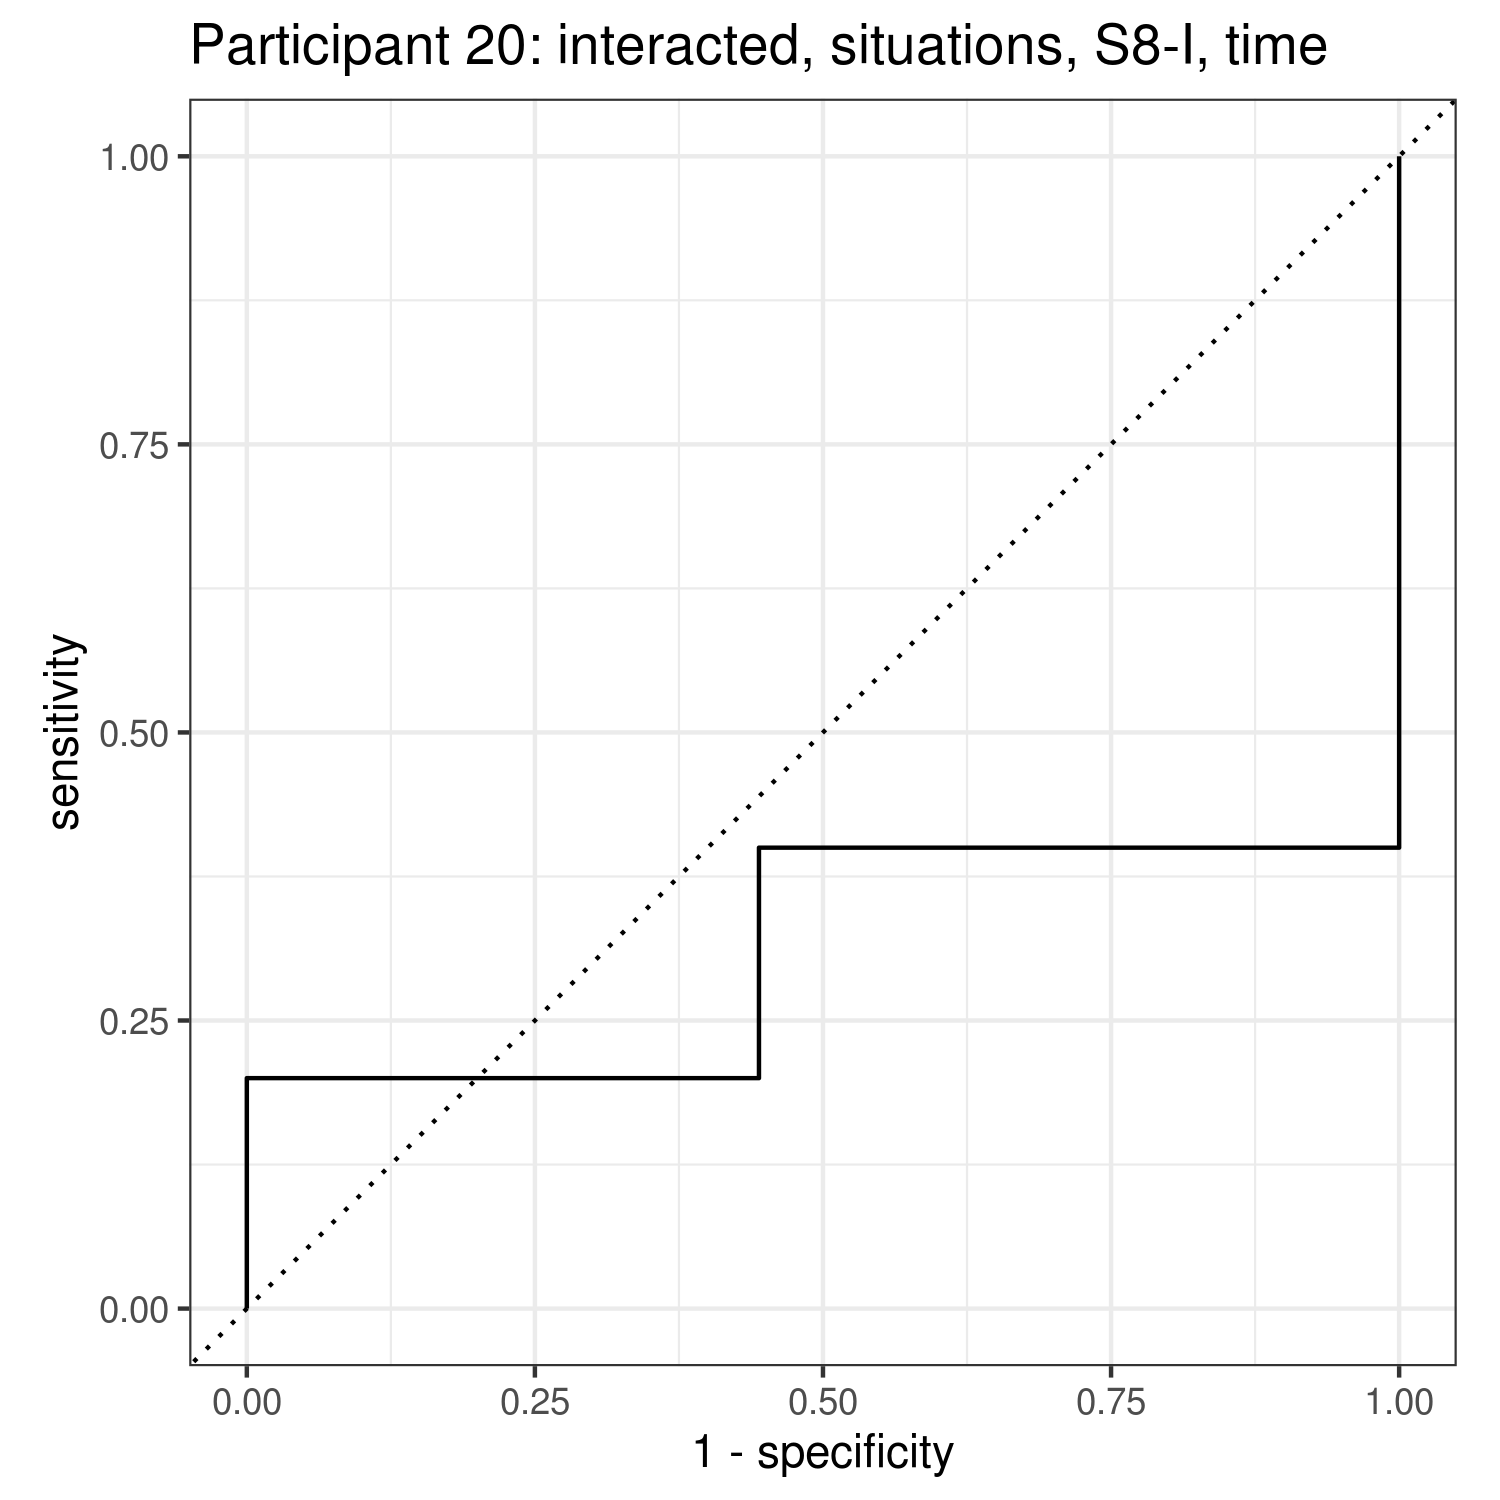 Participant 20: interacted, situations, S8-I, time
1.00
0.75
0.50
0.25
0.00
sensitivity
0.00 0.25 0.50 0.75 1.00
1 - specificity